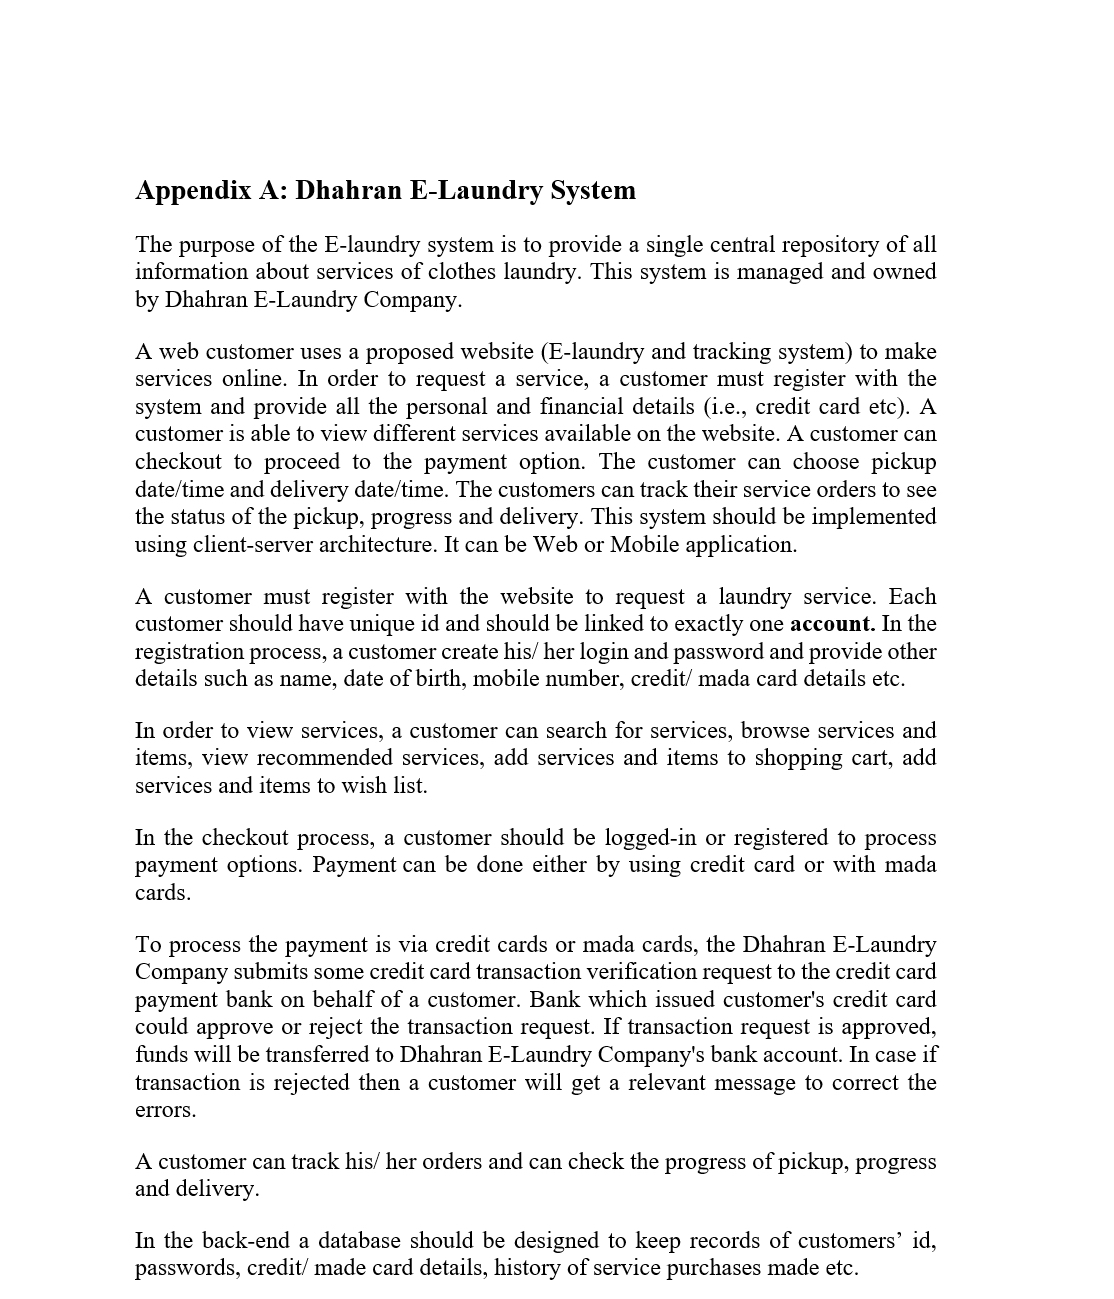 Appendix A: Dhahran E-Laundry System
The purpose of the E-laundry system is to provide a single central repository of all
information about services of clothes laundry. This system is managed and owned
by Dhahran E-Laundry Company.
A web customer uses a proposed website (E-laundry and tracking system) to make
services online. In order to request a service, a customer must register with the
system and provide all the personal and financial details (i.e., credit card etc). A
customer is able to view different services available on the website. A customer can
checkout to proceed to the payment option. The customer can choose pickup
date/time and delivery date/time. The customers can track their service orders to see
the status of the pickup, progress and delivery. This system should be implemented
using client-server architecture. It can be Web or Mobile application.
A customer must register with the website to request a laundry service. Each
customer should have unique id and should be linked to exactly one account. In the
registration process, a customer create his/ her login and password and provide other
details such as name, date of birth, mobile number, credit/ mada card details etc.
In order to view services, a customer can search for services, browse services and
items, view recommended services, add services and items to shopping cart, add
services and items to wish list.
In the checkout process, a customer should be logged-in or registered to process
payment options. Payment can be done either by using credit card or with mada
cards.
To process the payment is via credit cards or mada cards, the Dhahran E-Laundry
Company submits some credit card transaction verification request to the credit card
payment bank on behalf of a customer. Bank which issued customer's credit card
could approve or reject the transaction request. If transaction request is approved,
funds will be transferred to Dhahran E-Laundry Company's bank account. In case if
transaction is rejected then a customer will get a relevant message to correct the
errors.
A customer can track his/ her orders and can check the progress of pickup, progress
and delivery.
In the back-end a database should be designed to keep records of customers’ id,
passwords, credit/ made card details, history of service purchases made etc.